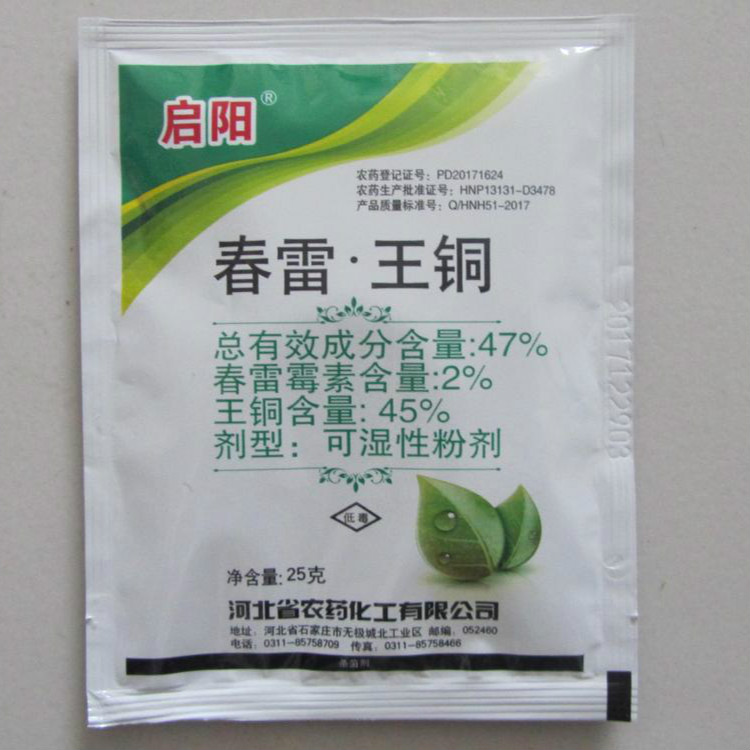 启阳®
农药登记证号：PD20171624
农药生产批准证号：HNP13131-D3478
产品质量标准号：Q/HNH51-2017
春雷·王铜
总有效成分含量:47%
春雷霉素含量:2%
王铜含量: 45%
剂型： 可湿性粉剂
低毒
净含量: 25克
河北省农药化工有限公司
地址：河北省石家庄市无极城北工业区 邮编：052460
电话：0311-85758709 传真：0311-85758466
杀菌剂